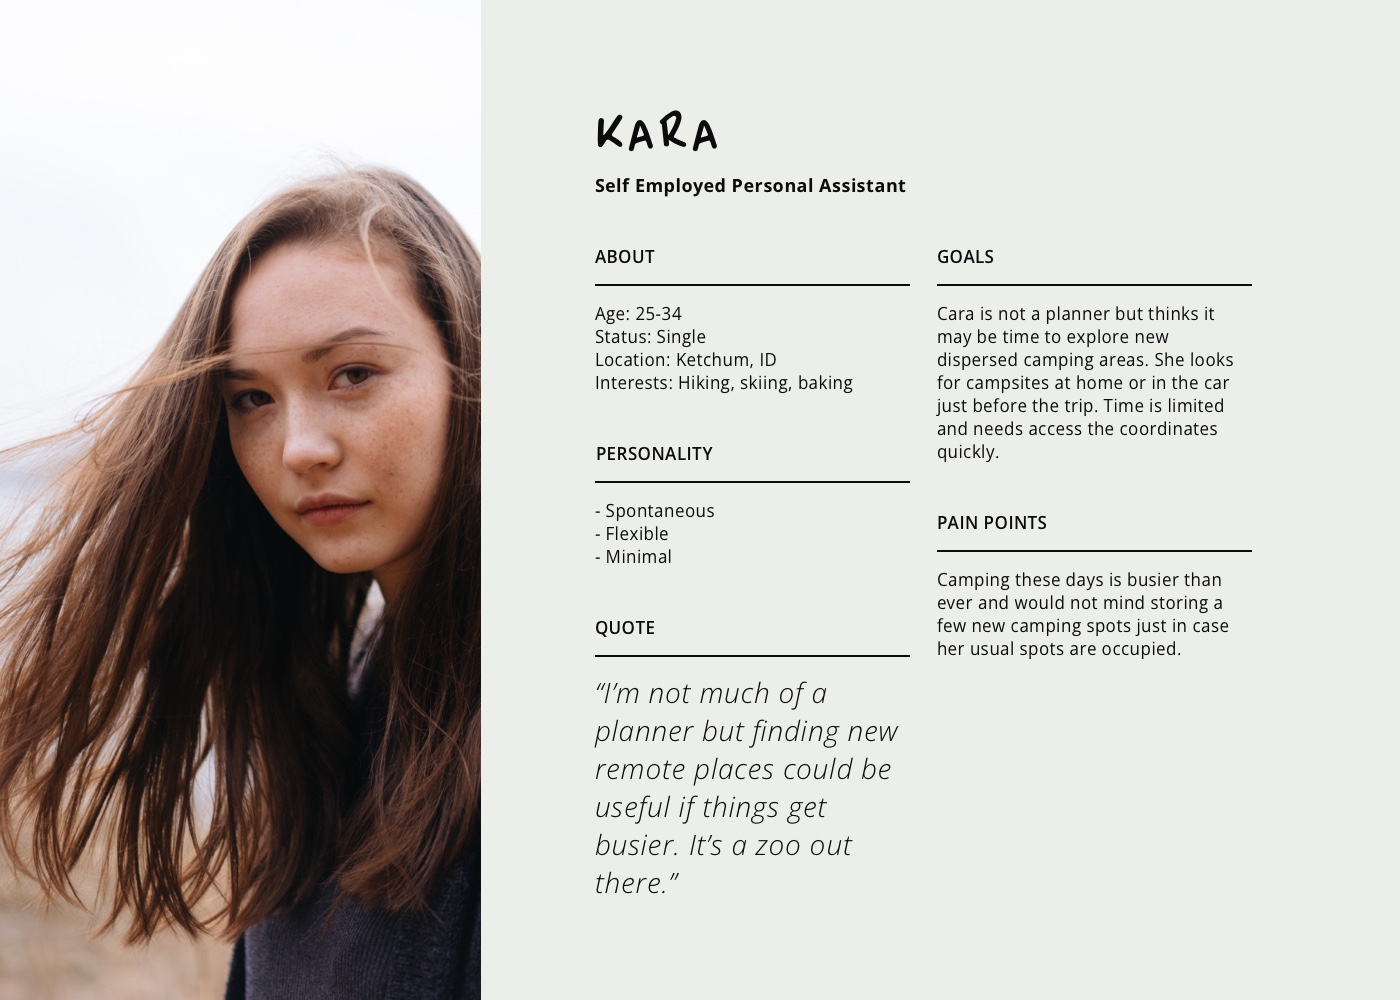 KARA
Self Employed Personal Assistant
ABOUT
Age: 25-34
Status: Single
Location: Ketchum, ID
Interests: Hiking, skiing, baking
PERSONALITY
- Spontaneous
- Flexible
- Minimal
QUOTE
“I’m not much of a
planner but finding new
remote places could be
useful if things get
busier. It’s a zoo out
there.”
GOALS
Cara is not a planner but thinks it
may be time to explore new
dispersed camping areas. She looks
for campsites at home or in the car
just before the trip. Time is limited
and needs access the coordinates
quickly.
PAIN POINTS
Camping these days is busier than
ever and would not mind storing a
few new camping spots just in case
her usual spots are occupied.